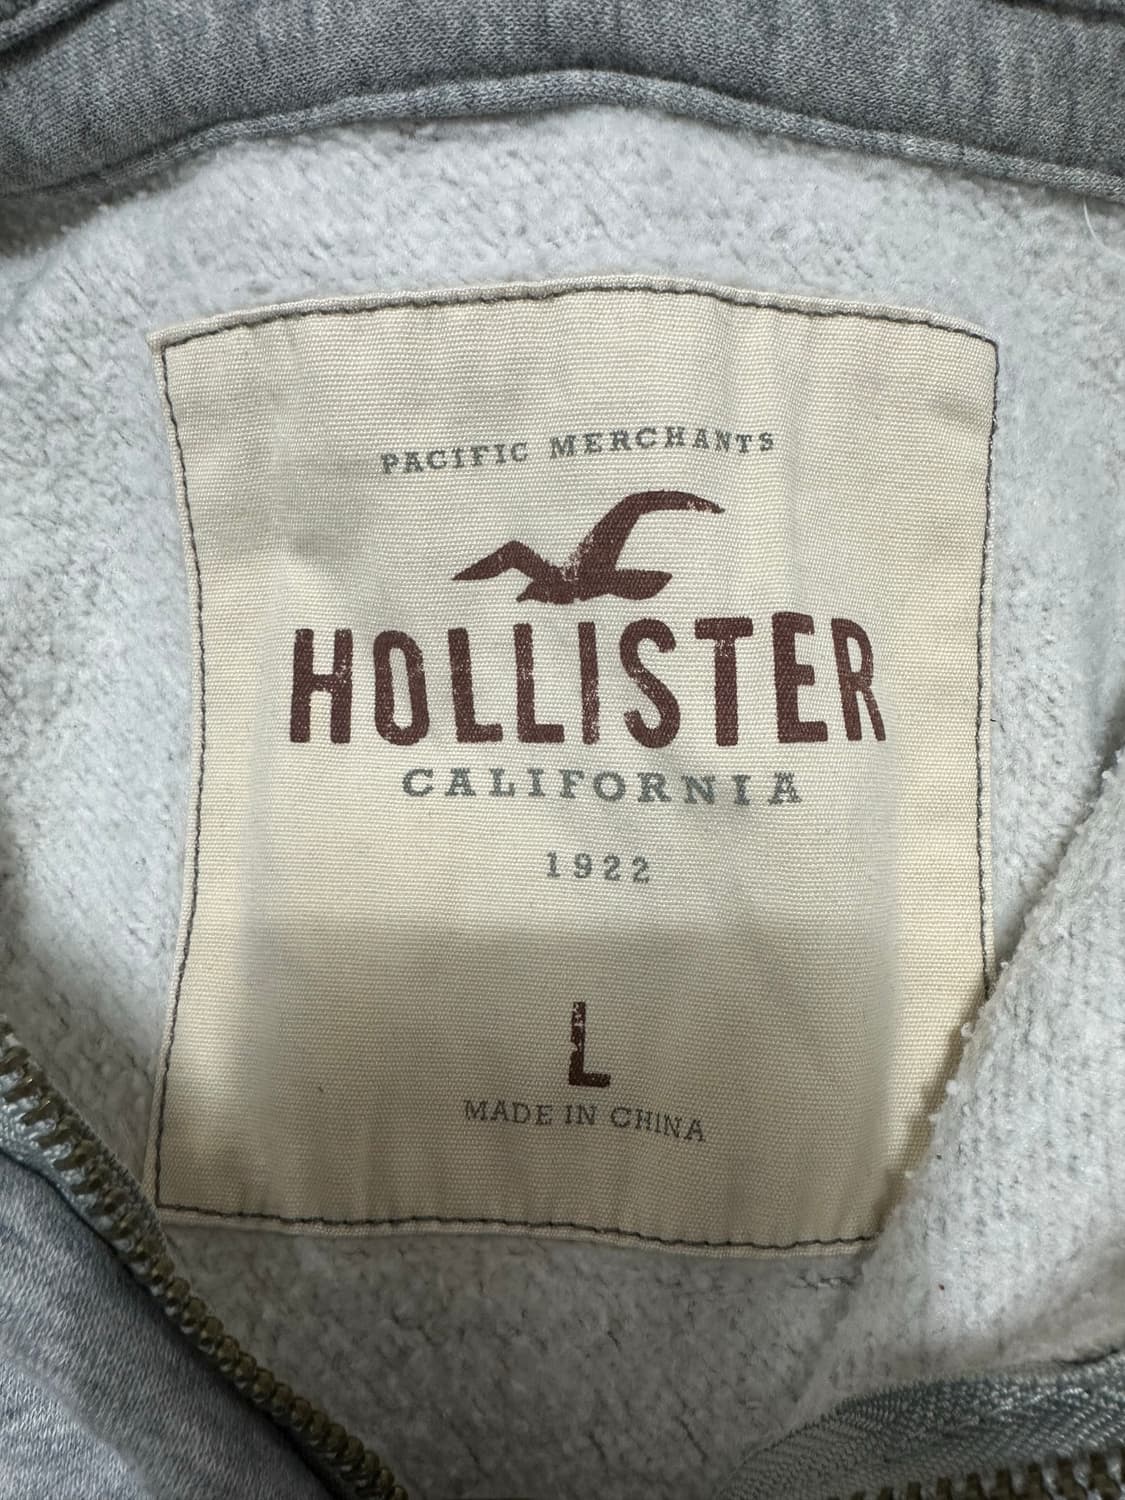 PACIFIC MERCHANTS
HOLLISTER
CALIFORNIA
1922
L
MADE IN CHINA